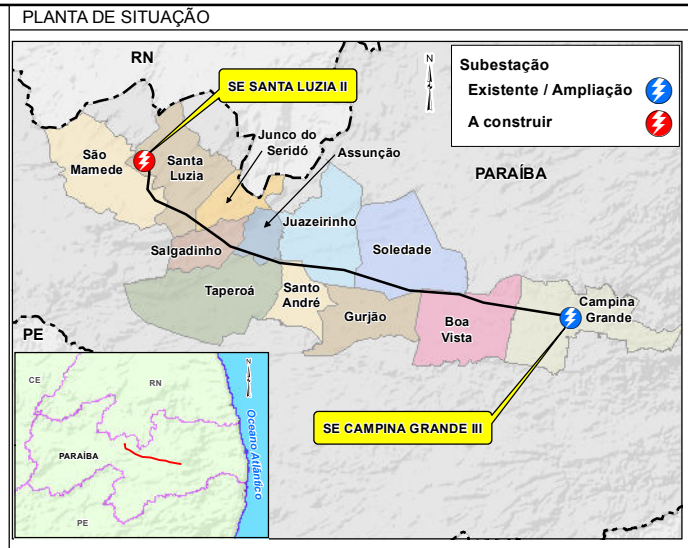 PLANTA DE SITUAÇÃO
RN
N
SE SANTA LUZIA II
Subestação
Existente / Ampliação
A construir
São
Mamede
Santa
Luzia
Junco do
Seridó
Assunção
PARAÍBA
Juazeirinho
Salgadinho
Soledade
Taperoá
Santo
André
Gurjão
Boa
Vista
Campina
Grande
PE
SE CAMPINA GRANDE III
CE
RN
N
PARAÍBA
Oceano Atlântico
PE